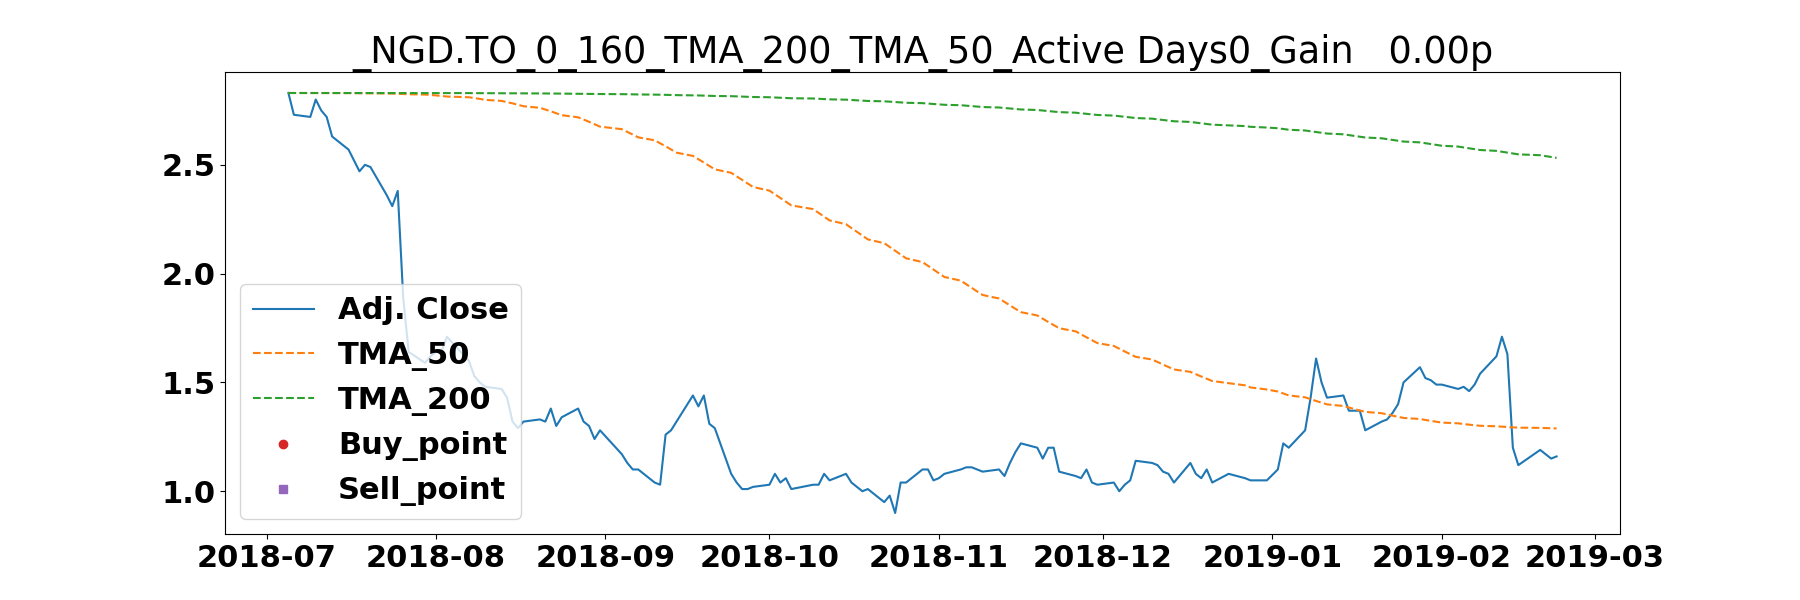 _NGD.TO_0_160_TMA_200_TMA_50_Active Days0_Gain   0.00p
2.5
2.0
1.5
1.0
Adj. Close
TMA_50
TMA_200
Buy_point
Sell_point
2018-07 2018-08 2018-09 2018-10 2018-11 2018-12 2019-01 2019-02 2019-03